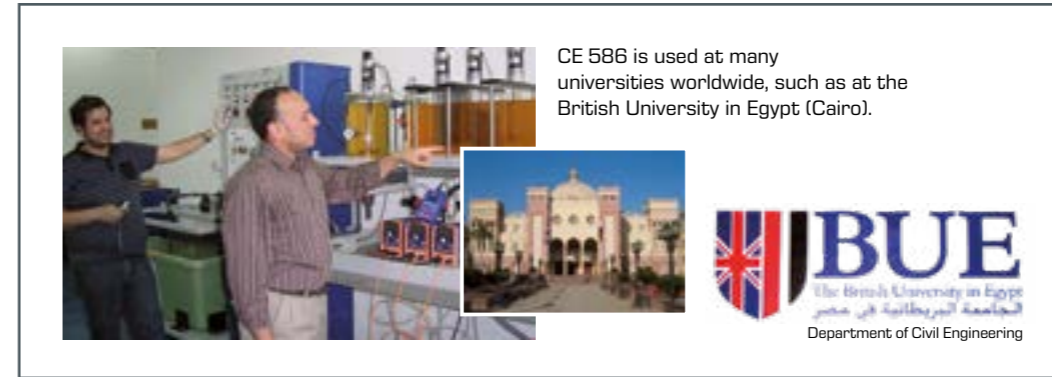 CE 586 is used at many
universities worldwide, such as at the
British University in Egypt (Cairo).
BUE
The British University in Egypt
الجامعة البريطانية في مصر
Department of Civil Engineering